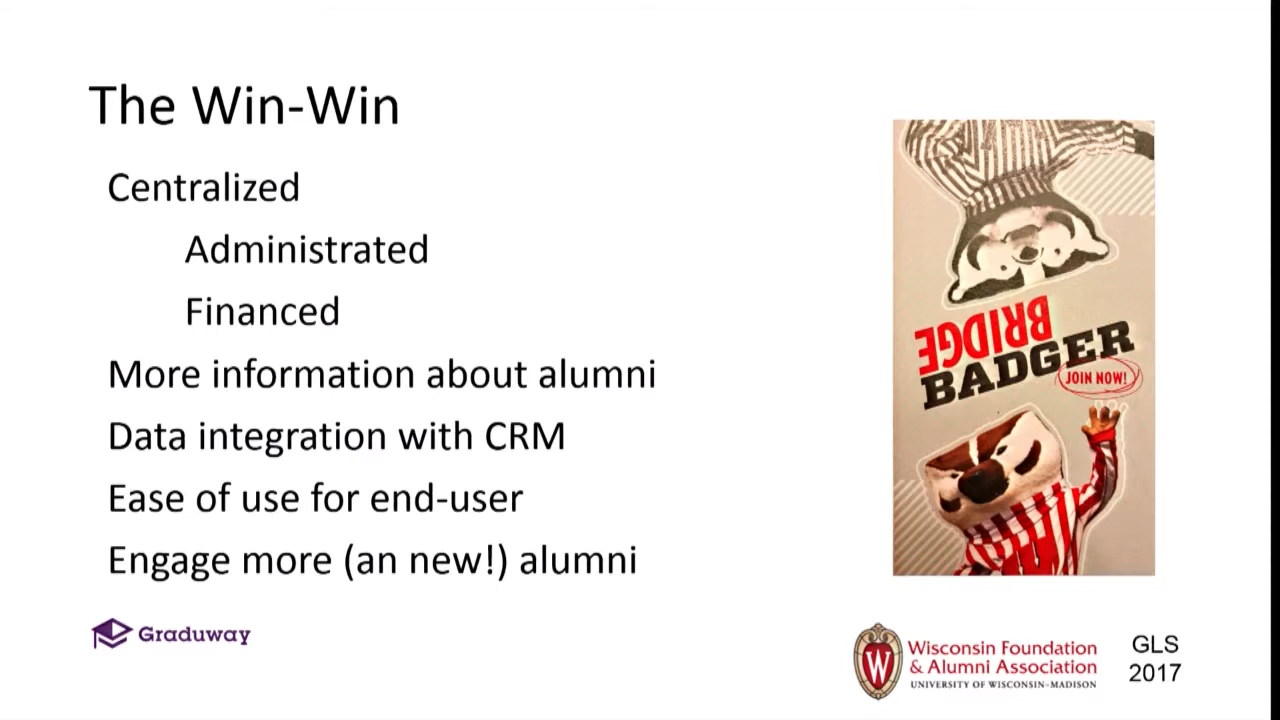 The Win-Win
Centralized
Administrated
Financed
More information about alumni
Data integration with CRM
Ease of use for end-user
Engage more (an new!) alumni
BRIDGE
BADGER
JOIN NOW!
Graduway
W
Wisconsin Foundation
& Alumni Association
UNIVERSITY OF WISCONSIN–MADISON
GLS
2017